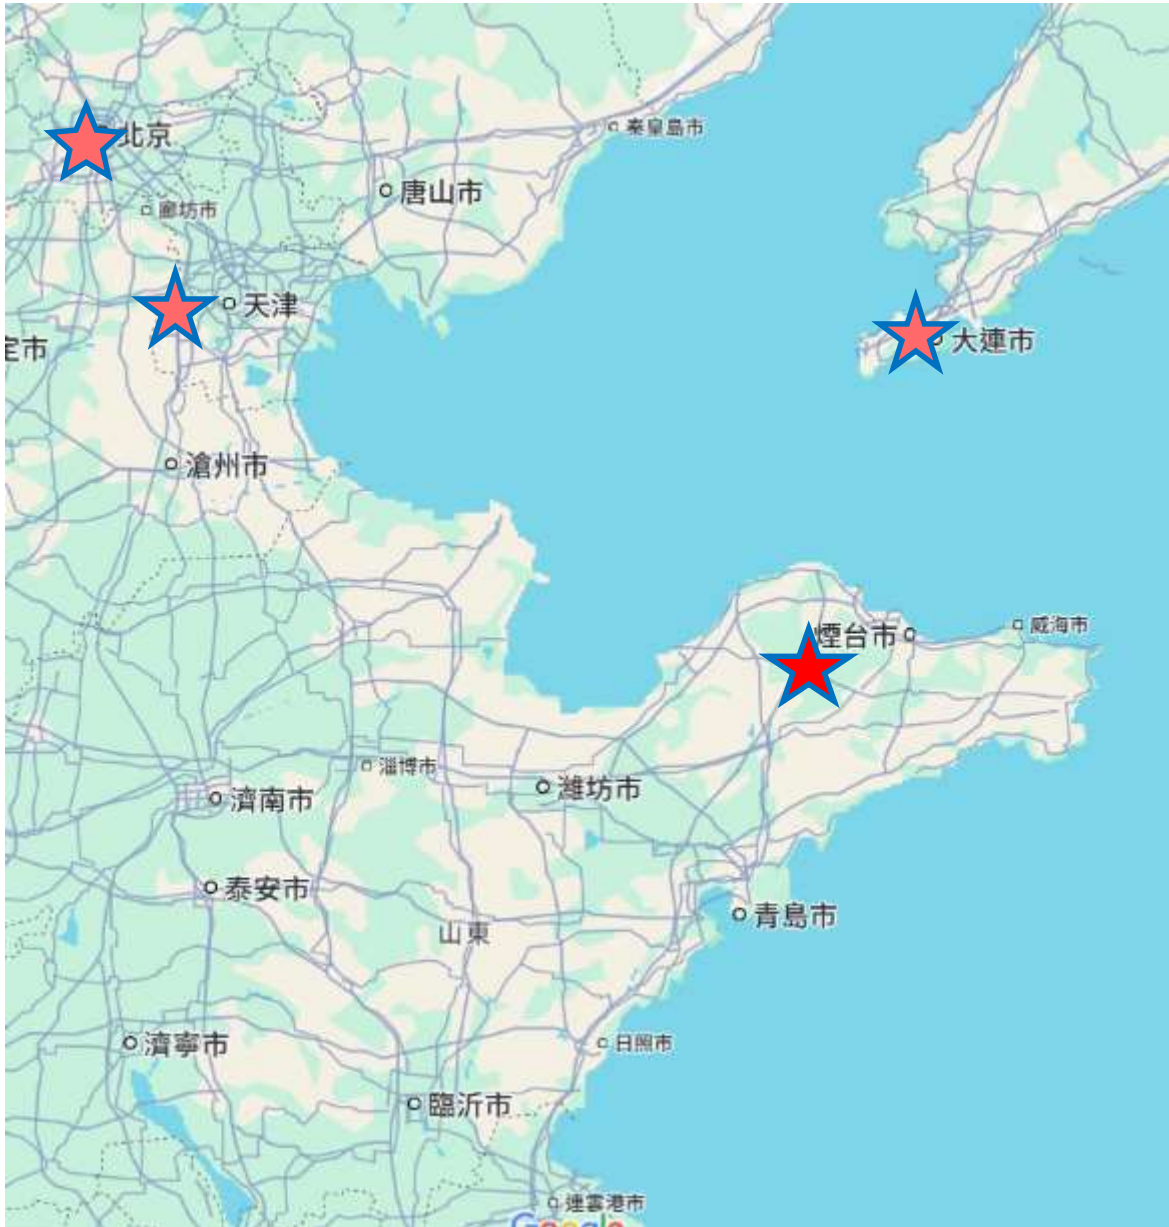 北京
秦皇島市
唐山市
廊坊市
天津
定市
大連市
滄州市
煙台市
威海市
淄博市
濰坊市
濟南市
泰安市
青島市
山東
濟寧市
日照市
臨沂市
連雲港市
Google